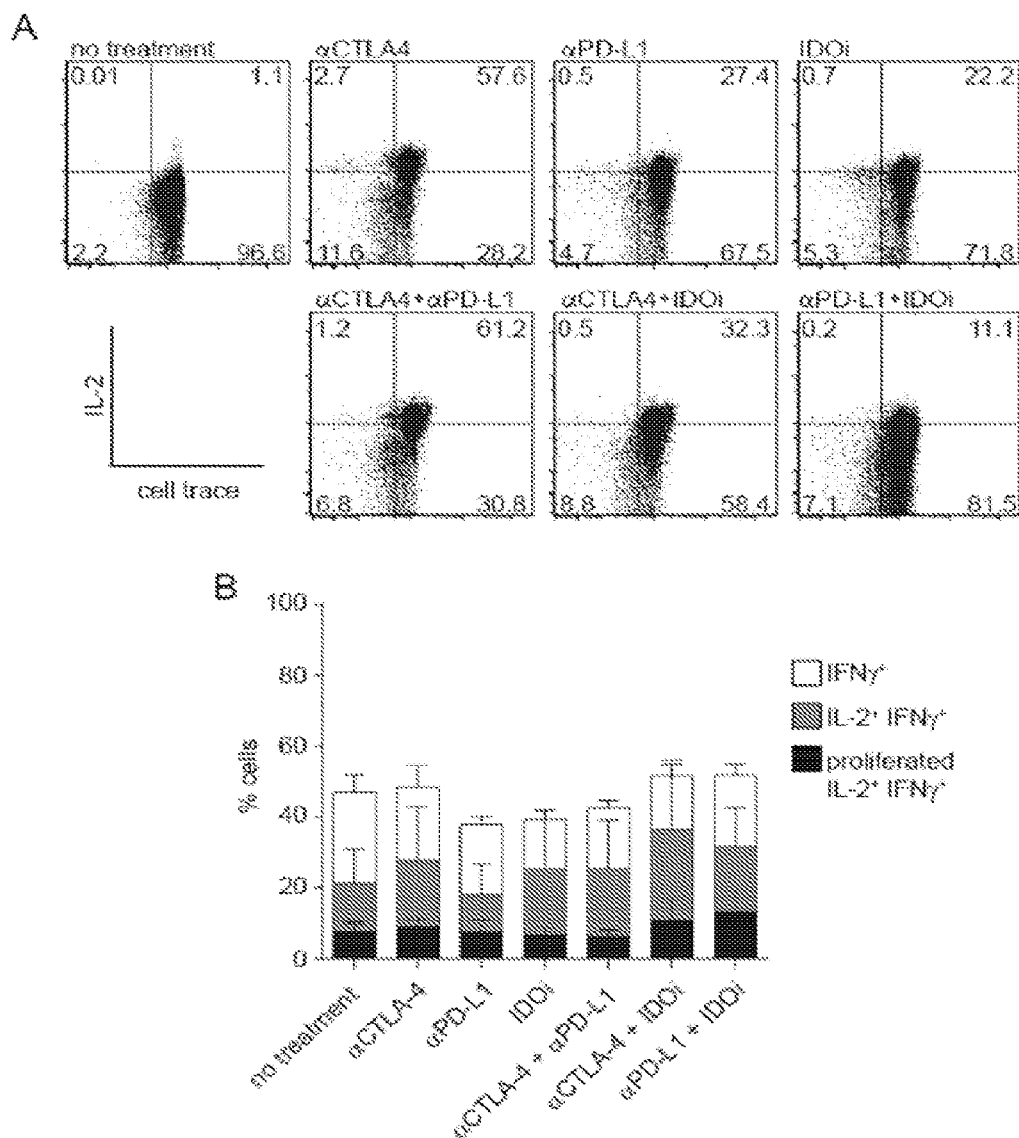 A
no treatment
0.01 1.1
2.2 96.6
αCTLA4
2.7 57.6
11.6 28.2
αPD-L1
0.5 27.4
4.7 67.5
IDOi
0.7 22.2
5.3 71.8
IL-2
cell trace
αCTLA4+αPD-L1
1.2 61.2
6.8 30.8
αCTLA4+IDOi
0.5 32.3
8.8 58.4
αPD-L1+IDOi
0.2 11.1
7.1 81.5
B
% cells
100
80
60
40
20
0
IFNγ⁺
IL-2⁺ IFNγ⁺
proliferated
IL-2⁺ IFNγ⁺
no treatment
αCTLA-4
αPD-L1
IDOi
αCTLA-4 + αPD-L1
αCTLA-4 + IDOi
αPD-L1 + IDOi